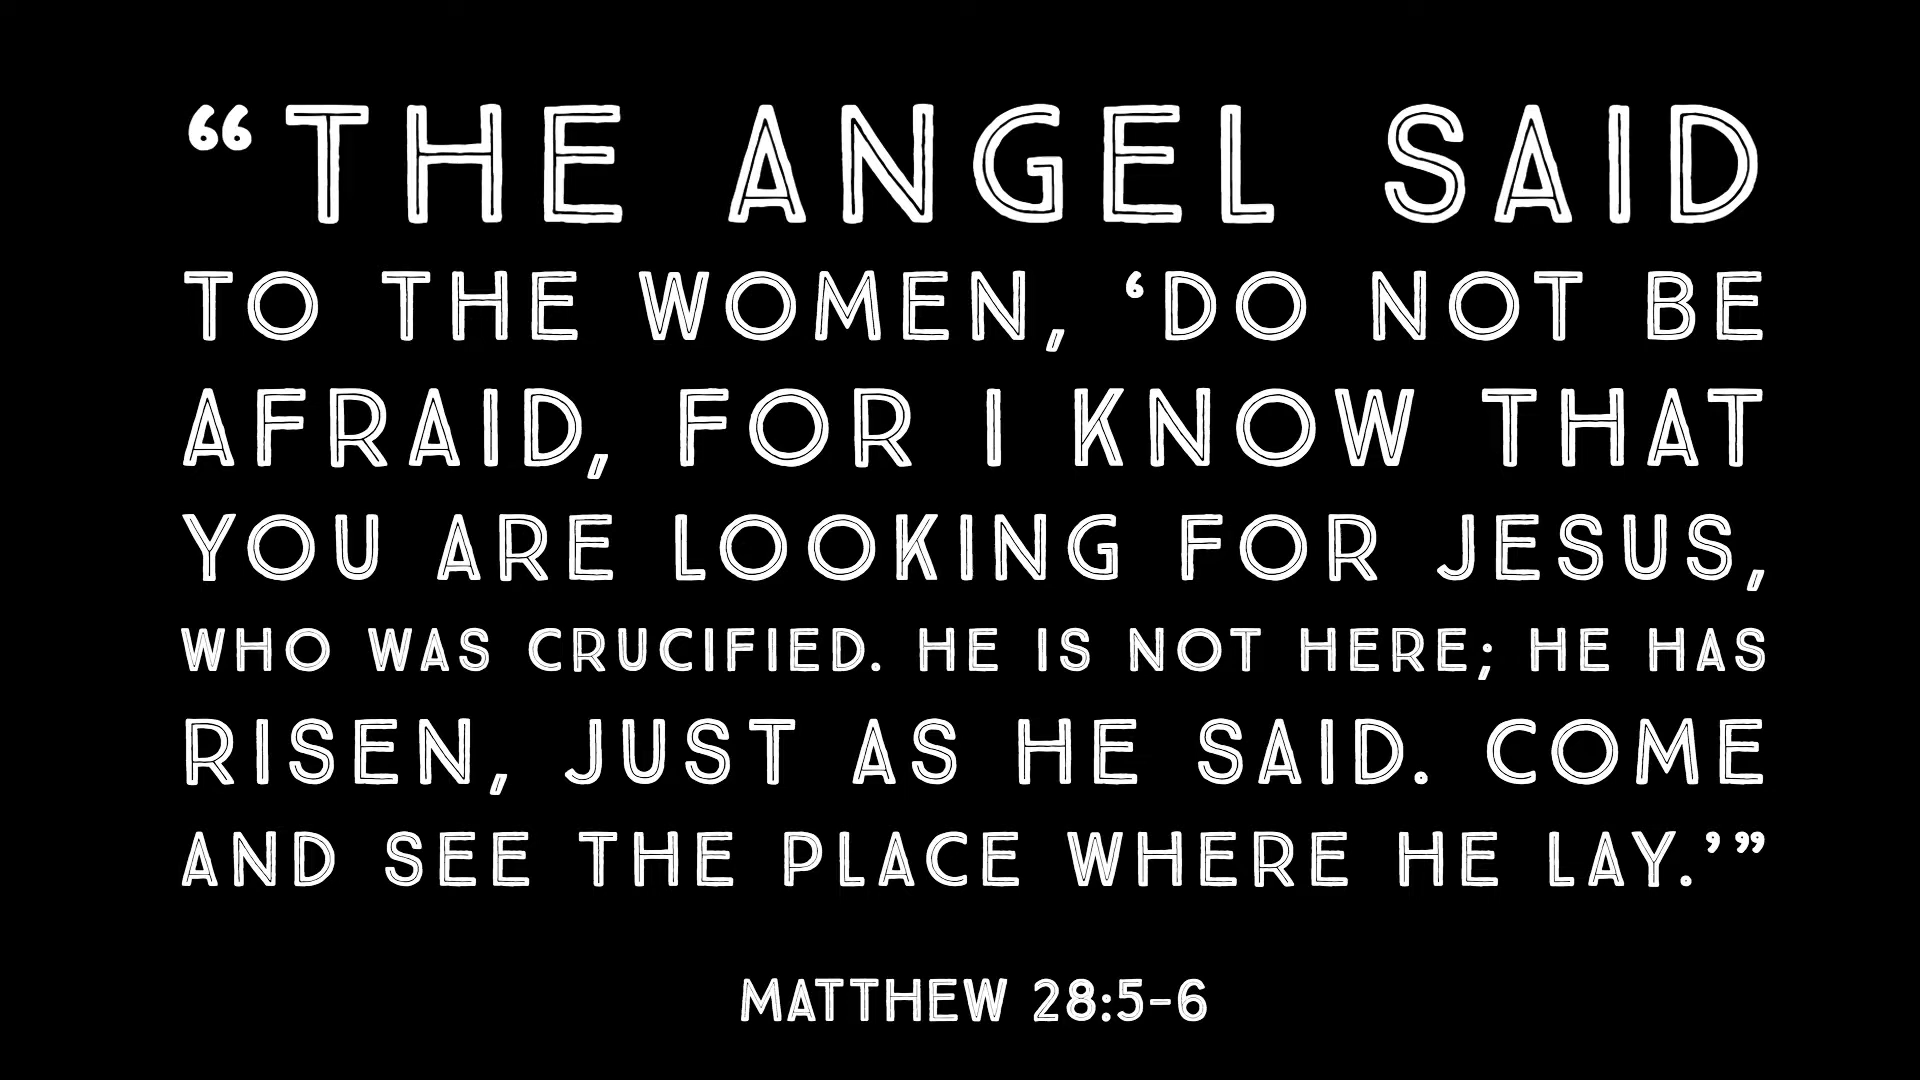 “THE ANGEL SAID
TO THE WOMEN, ‘DO NOT BE
AFRAID, FOR I KNOW THAT
YOU ARE LOOKING FOR JESUS,
WHO WAS CRUCIFIED. HE IS NOT HERE; HE HAS
RISEN, JUST AS HE SAID. COME
AND SEE THE PLACE WHERE HE LAY.’”
MATTHEW 28:5-6